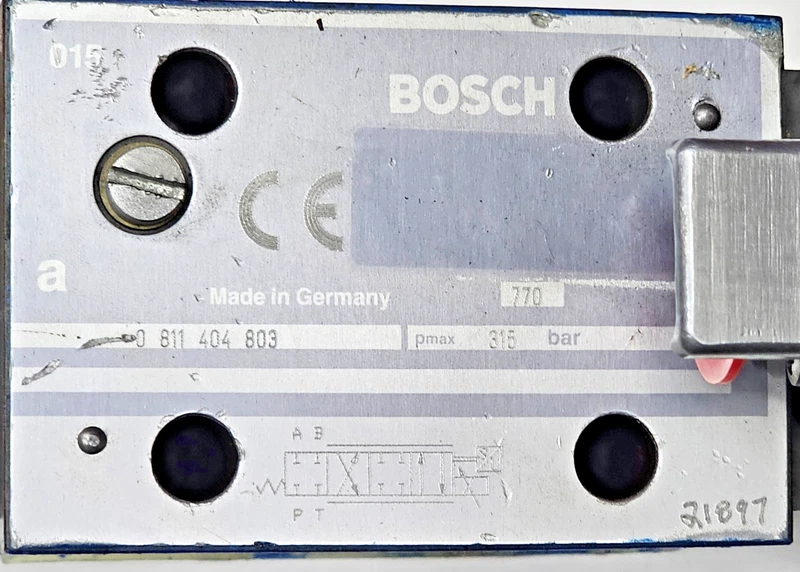 015
BOSCH
CE
a
Made in Germany
770
0 811 404 803
pmax 315 bar
A B
P T
21897